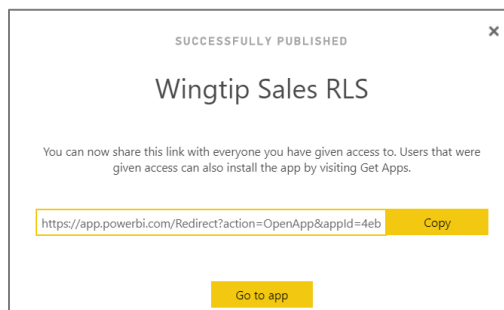 SUCCESSFULLY PUBLISHED
Wingtip Sales RLS
You can now share this link with everyone you have given access to. Users that were
given access can also install the app by visiting Get Apps.
https://app.powerbi.com/Redirect?action=OpenApp&appId=4eb Copy
Go to app